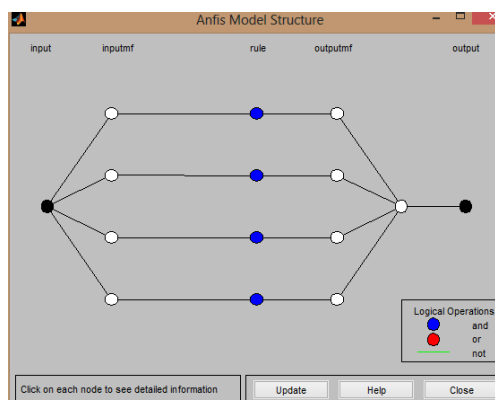 Anfis Model Structure
input inputmf rule outputmf output
Logical Operations
and
or
not
Click on each node to see detailed information
Update Help Close